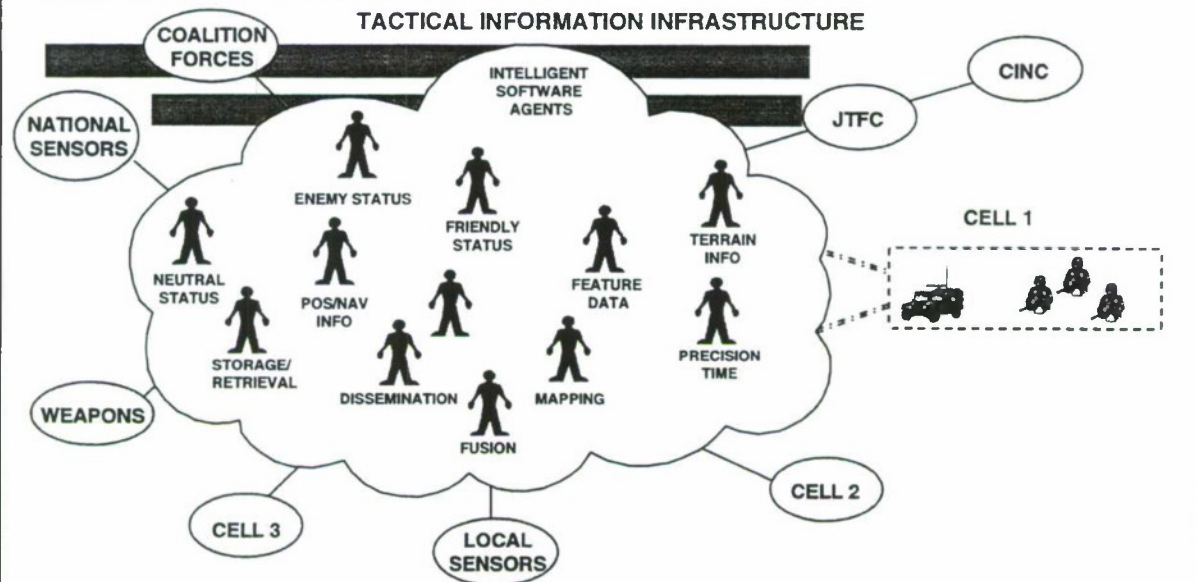 TACTICAL INFORMATION INFRASTRUCTURE
COALITION
FORCES
INTELLIGENT
SOFTWARE
AGENTS
CINC
JTFC
NATIONAL
SENSORS
ENEMY STATUS
FRIENDLY
STATUS
TERRAIN
INFO
CELL 1
NEUTRAL
STATUS
POS/NAV
INFO
FEATURE
DATA
STORAGE/
RETRIEVAL
PRECISION
TIME
DISSEMINATION
MAPPING
WEAPONS
FUSION
CELL 2
CELL 3
LOCAL
SENSORS